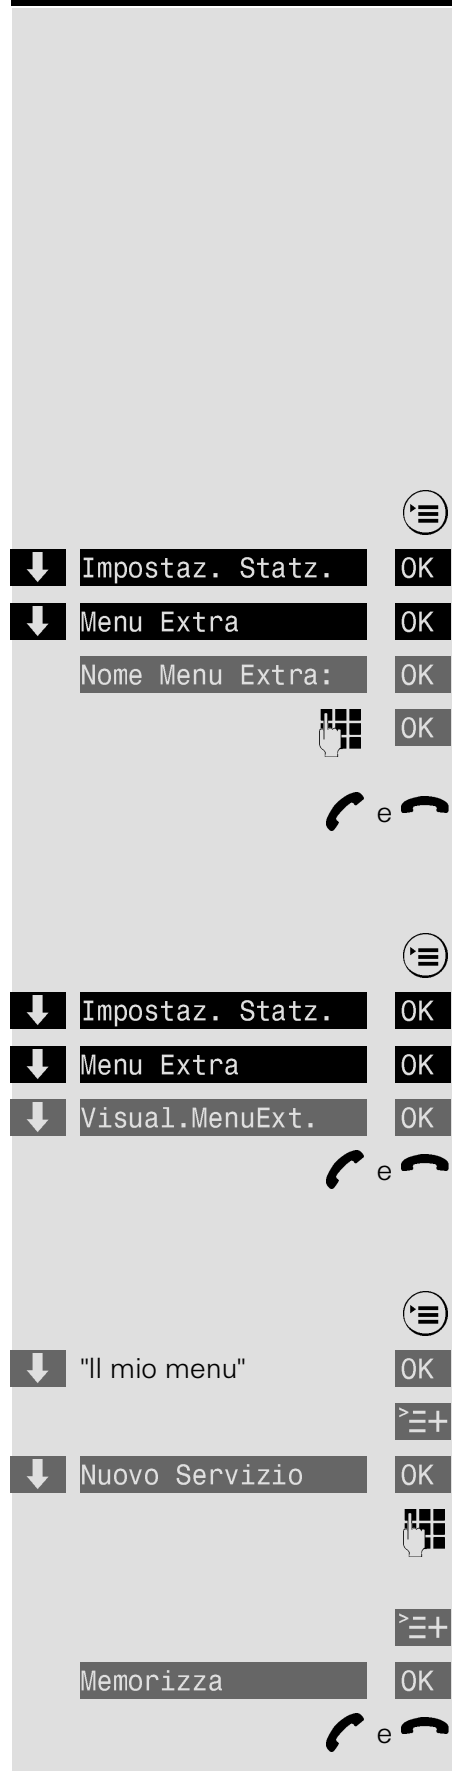 Impostaz. Statz. OK
Menu Extra OK
Nome Menu Extra: OK
OK
e
Impostaz. Statz. OK
Menu Extra OK
Visual.MenuExt. OK
e
"Il mio menu" OK
Nuovo Servizio OK
Memorizza OK
e